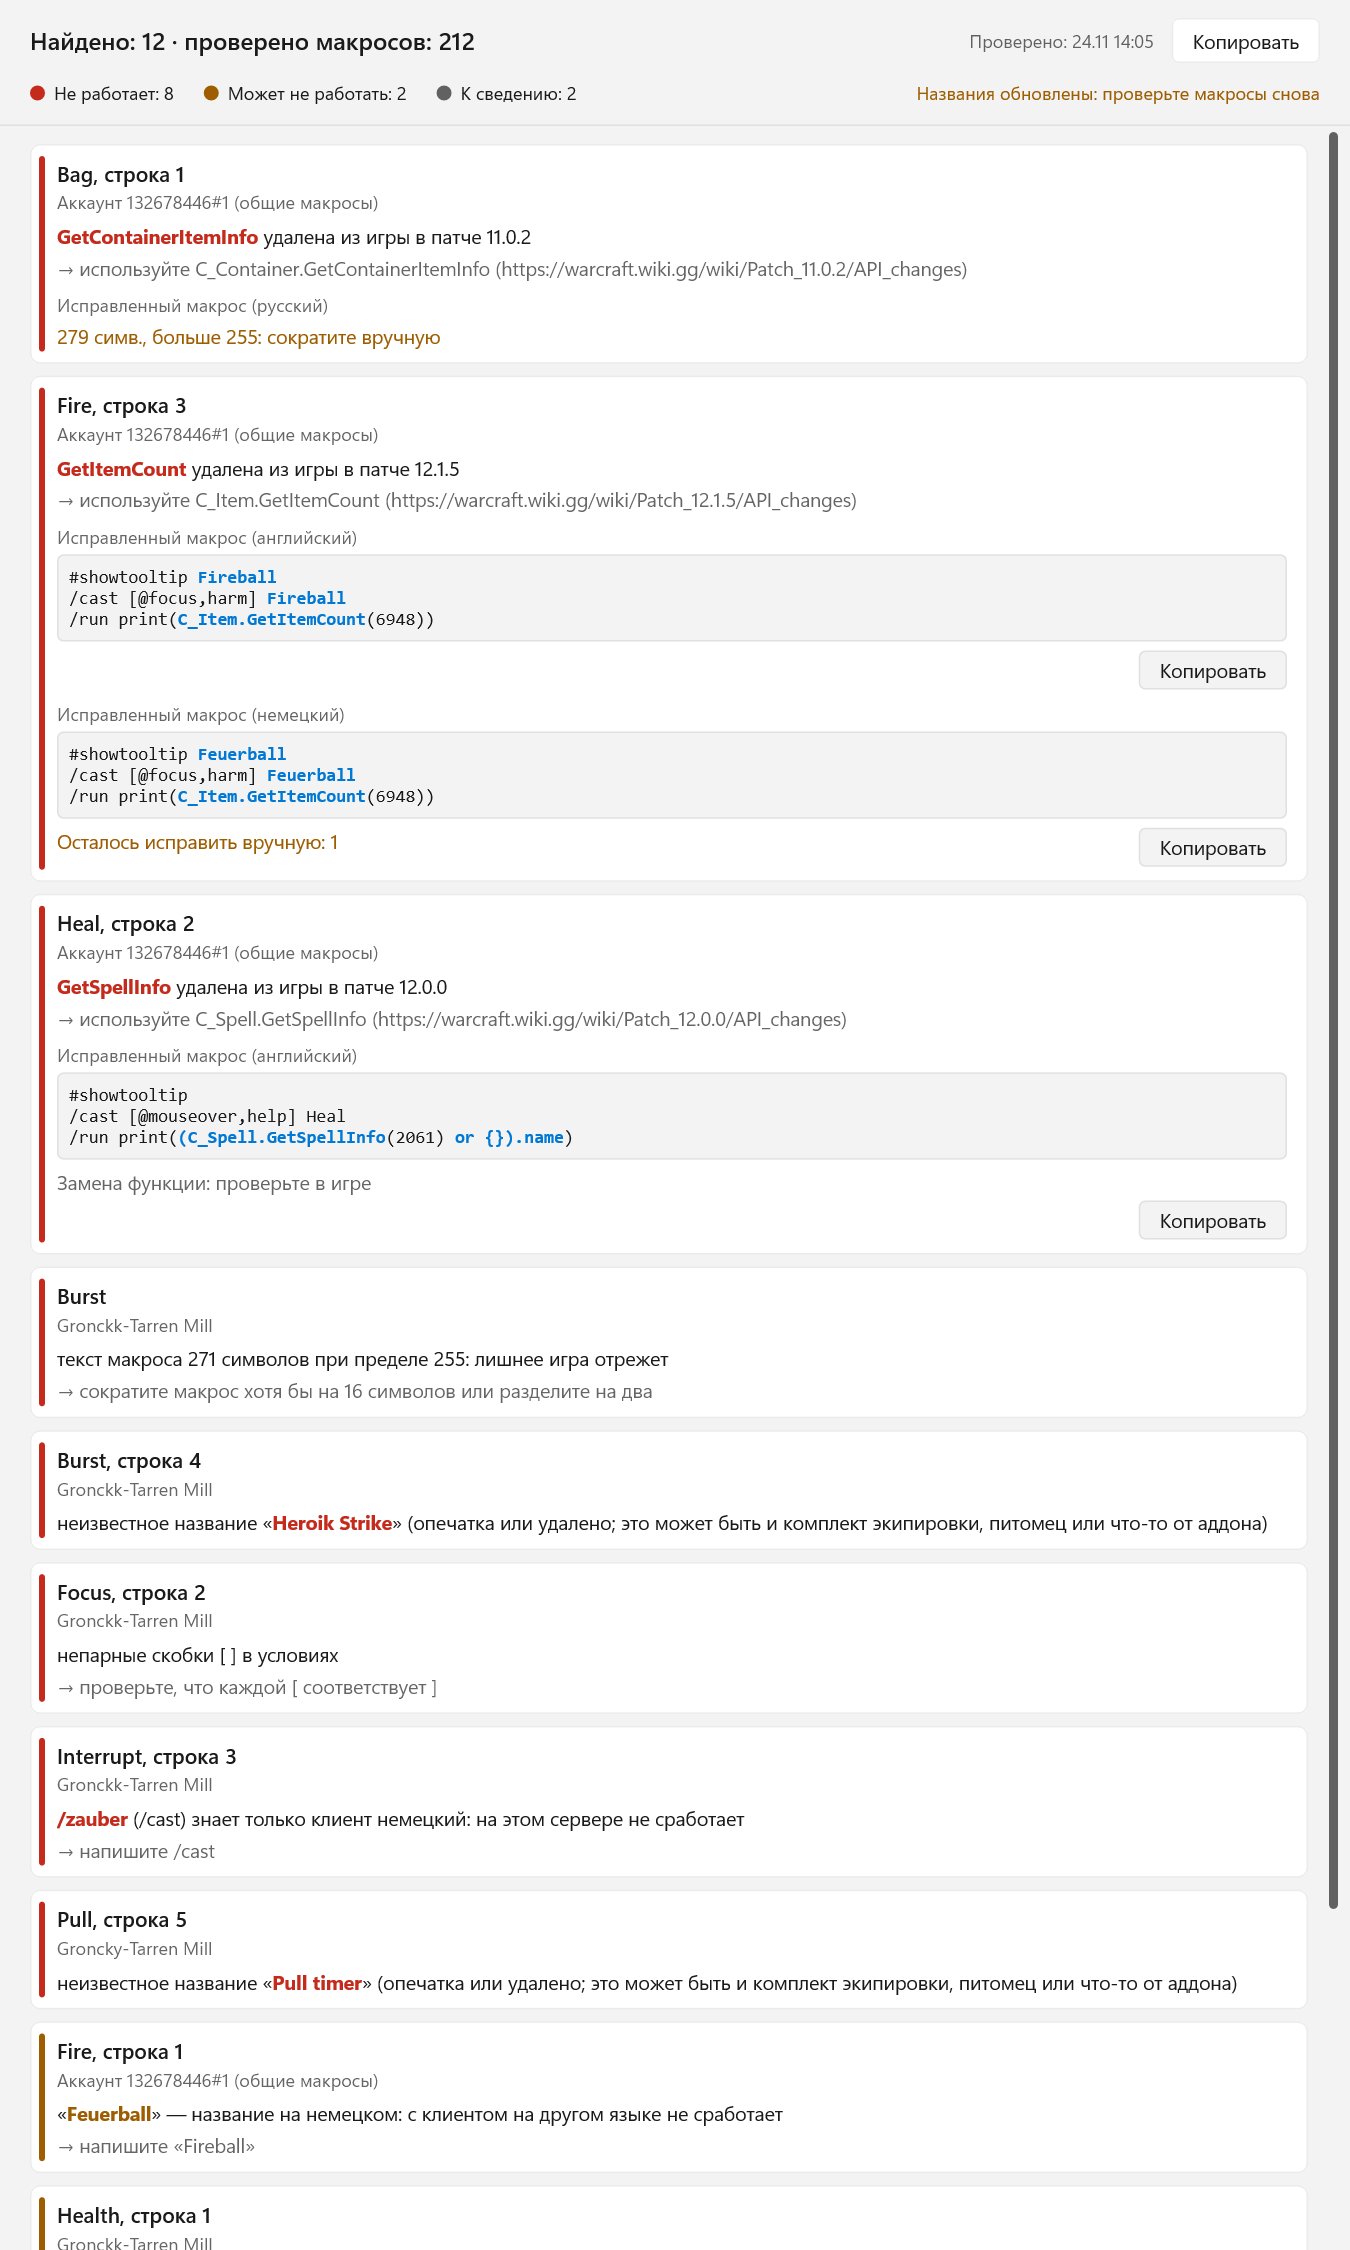 Найдено: 12 · проверено макросов: 212
Проверено: 24.11 14:05
Копировать
Не работает: 8
Может не работать: 2
К сведению: 2
Названия обновлены: проверьте макросы снова
Bag, строка 1
Аккаунт 132678446#1 (общие макросы)
GetContainerItemInfo удалена из игры в патче 11.0.2
→ используйте C_Container.GetContainerItemInfo (https://warcraft.wiki.gg/wiki/Patch_11.0.2/API_changes)
Исправленный макрос (русский)
279 симв., больше 255: сократите вручную
Fire, строка 3
Аккаунт 132678446#1 (общие макросы)
GetItemCount удалена из игры в патче 12.1.5
→ используйте C_Item.GetItemCount (https://warcraft.wiki.gg/wiki/Patch_12.1.5/API_changes)
Исправленный макрос (английский)
#showtooltip Fireball
/cast [@focus,harm] Fireball
/run print(C_Item.GetItemCount(6948))
Копировать
Исправленный макрос (немецкий)
#showtooltip Feuerball
/cast [@focus,harm] Feuerball
/run print(C_Item.GetItemCount(6948))
Осталось исправить вручную: 1
Копировать
Heal, строка 2
Аккаунт 132678446#1 (общие макросы)
GetSpellInfo удалена из игры в патче 12.0.0
→ используйте C_Spell.GetSpellInfo (https://warcraft.wiki.gg/wiki/Patch_12.0.0/API_changes)
Исправленный макрос (английский)
#showtooltip
/cast [@mouseover,help] Heal
/run print((C_Spell.GetSpellInfo(2061) or {}).name)
Замена функции: проверьте в игре
Копировать
Burst
Gronckk-Tarren Mill
текст макроса 271 символов при пределе 255: лишнее игра отрежет
→ сократите макрос хотя бы на 16 символов или разделите на два
Burst, строка 4
Gronckk-Tarren Mill
неизвестное название «Heroik Strike» (опечатка или удалено; это может быть и комплект экипировки, питомец или что-то от аддона)
Focus, строка 2
Gronckk-Tarren Mill
непарные скобки [ ] в условиях
→ проверьте, что каждой [ соответствует ]
Interrupt, строка 3
Gronckk-Tarren Mill
/zauber (/cast) знает только клиент немецкий: на этом сервере не сработает
→ напишите /cast
Pull, строка 5
Groncky-Tarren Mill
неизвестное название «Pull timer» (опечатка или удалено; это может быть и комплект экипировки, питомец или что-то от аддона)
Fire, строка 1
Аккаунт 132678446#1 (общие макросы)
«Feuerball» — название на немецком: с клиентом на другом языке не сработает
→ напишите «Fireball»
Health, строка 1
Gronckk-Tarren Mill